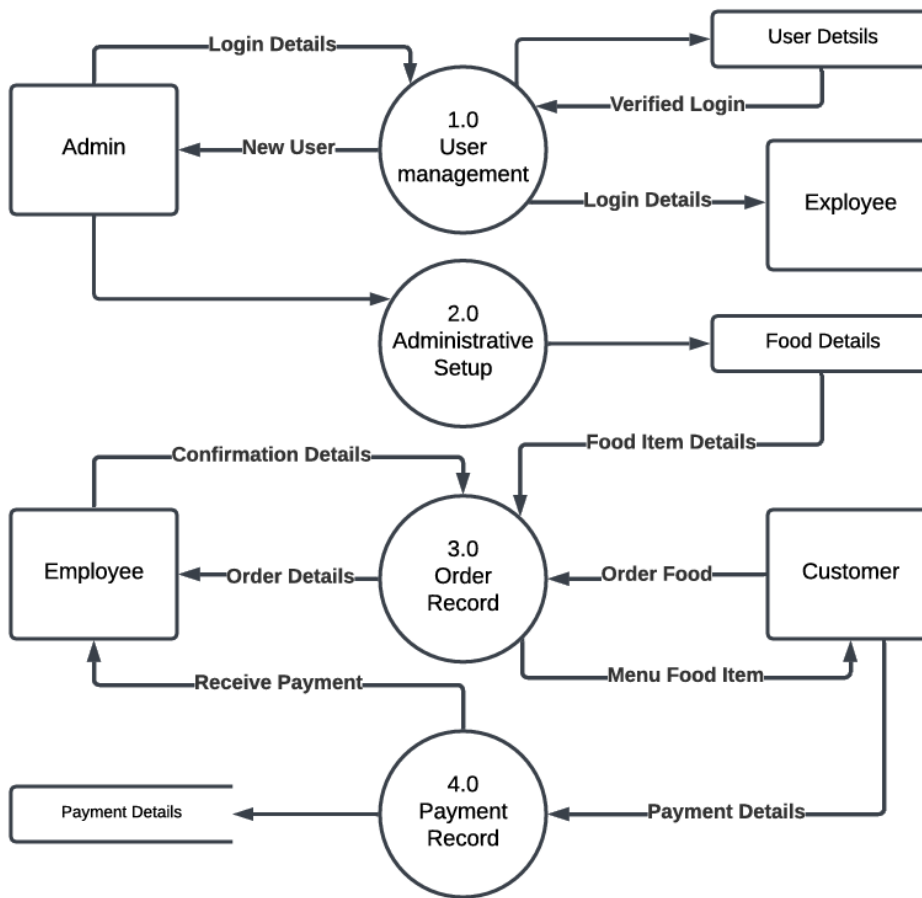 Login Details
User Detsils
Verified Login
Admin
New User
1.0
User
management
Login Details
Exployee
2.0
Administrative
Setup
Food Details
Food Item Details
Confirmation Details
Employee
Order Details
3.0
Order
Record
Order Food
Customer
Menu Food Item
Receive Payment
Payment Details
4.0
Payment
Record
Payment Details